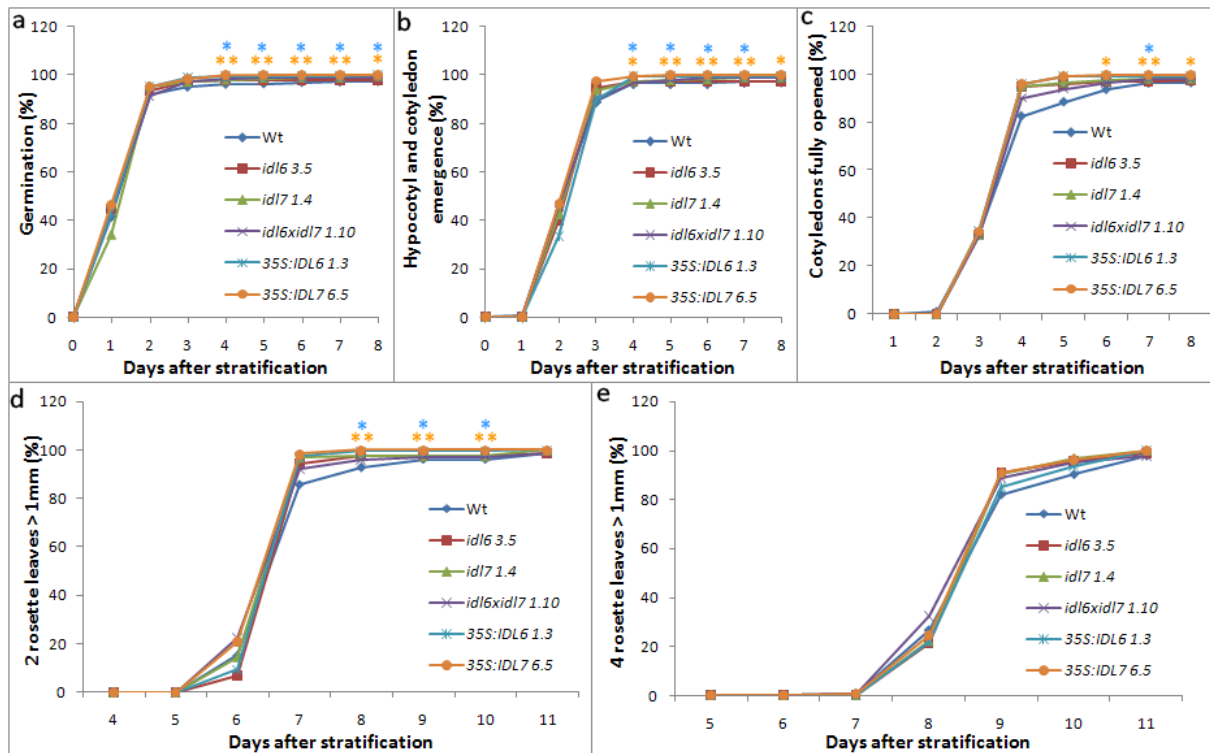 a
120
100
80
60
40
20
0
Germination (%)
* * * * *
** ** ** ** *
Wt
idl6 3.5
idl7 1.4
idl6xidl7 1.10
35S:IDL6 1.3
35S:IDL7 6.5
0 1 2 3 4 5 6 7 8
Days after stratification
b
120
100
80
60
40
20
0
Hypocotyl and cotyledon
emergence (%)
* * * *
* ** ** ** *
Wt
idl6 3.5
idl7 1.4
idl6xidl7 1.10
35S:IDL6 1.3
35S:IDL7 6.5
0 1 2 3 4 5 6 7 8
Days after stratification
c
120
100
80
60
40
20
0
Cotyledons fully opened (%)
*
* ** *
Wt
idl6 3.5
idl7 1.4
idl6xidl7 1.10
35S:IDL6 1.3
35S:IDL7 6.5
1 2 3 4 5 6 7 8
Days after stratification
d
120
100
80
60
40
20
0
2 rosette leaves > 1mm (%)
* * *
** ** **
Wt
idl6 3.5
idl7 1.4
idl6xidl7 1.10
35S:IDL6 1.3
35S:IDL7 6.5
4 5 6 7 8 9 10 11
Days after stratification
e
120
100
80
60
40
20
0
4 rosette leaves > 1mm (%)
Wt
idl6 3.5
idl7 1.4
idl6xidl7 1.10
35S:IDL6 1.3
35S:IDL7 6.5
5 6 7 8 9 10 11
Days after stratification